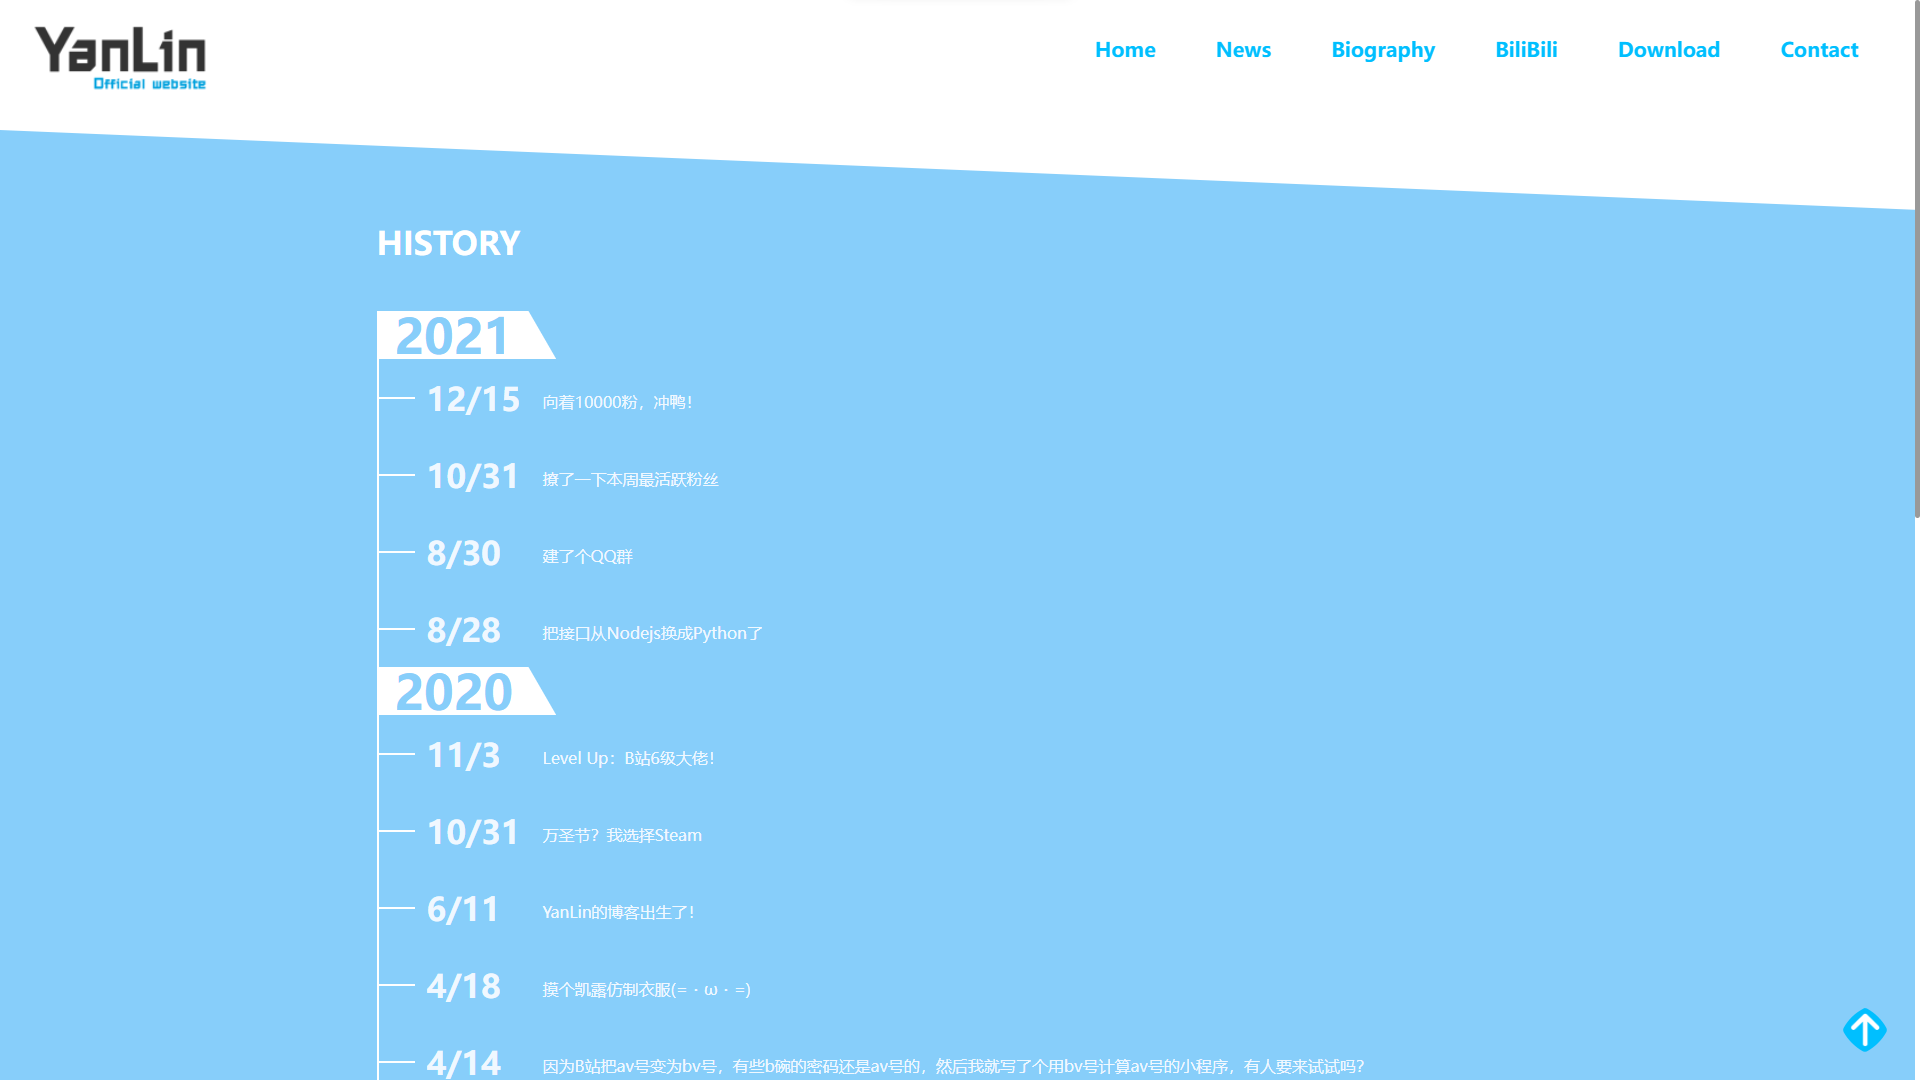 YanLin
Official website
Home News Biography BiliBili Download Contact
HISTORY
2021
12/15 向着10000粉，冲鸭！
10/31 撩了一下本周最活跃粉丝
8/30 建了个QQ群
8/28 把接口从Nodejs换成Python了
2020
11/3 Level Up：B站6级大佬！
10/31 万圣节？我选择Steam
6/11 YanLin的博客出生了！
4/18 摸个凯露仿制衣服(=・ω・=)
4/14 因为B站把av号变为bv号，有些b碗的密码还是av号的，然后我就写了个用bv号计算av号的小程序，有人要来试试吗？